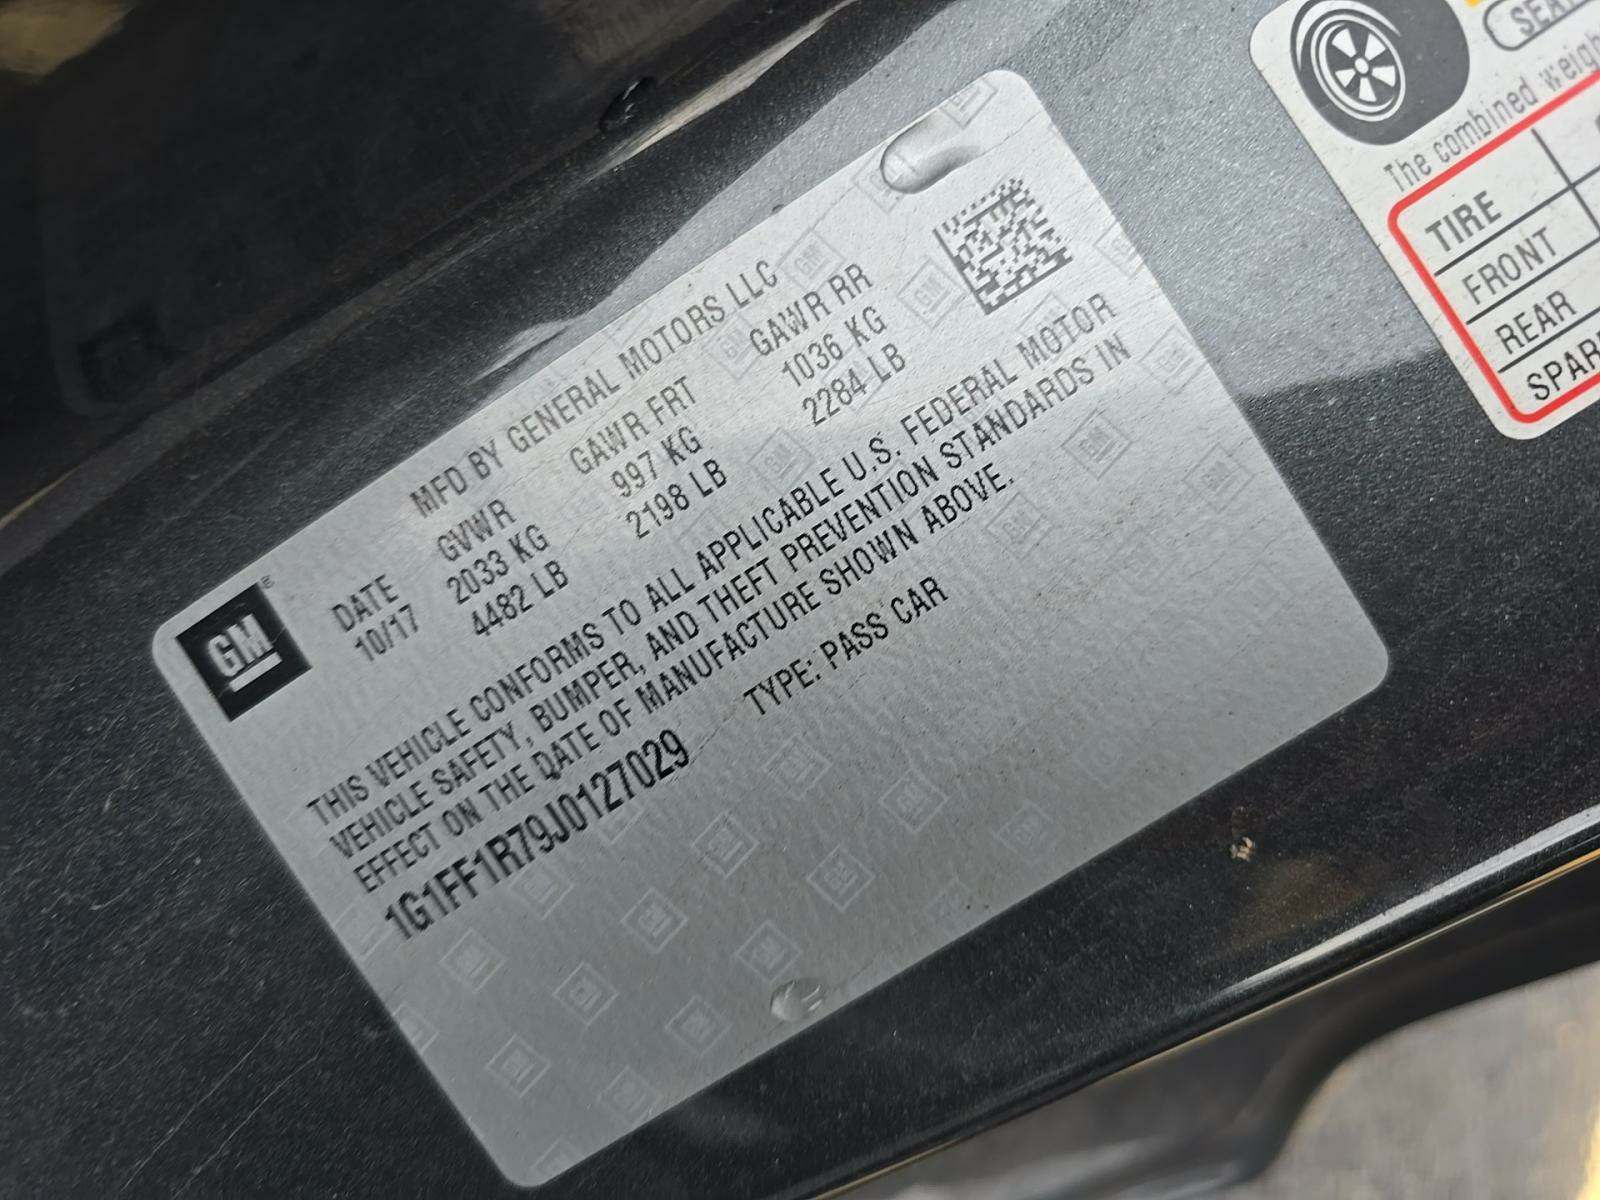 GM
®
MFD BY GENERAL MOTORS LLC
DATE GVWR GAWR FRT GAWR RR
10/17 2033 KG 997 KG 1036 KG
4482 LB 2198 LB 2284 LB
THIS VEHICLE CONFORMS TO ALL APPLICABLE U.S. FEDERAL MOTOR
VEHICLE SAFETY, BUMPER, AND THEFT PREVENTION STANDARDS IN
EFFECT ON THE DATE OF MANUFACTURE SHOWN ABOVE.
1G1FF1R79J0127029 TYPE: PASS CAR
The combined
TIRE
FRONT
REAR